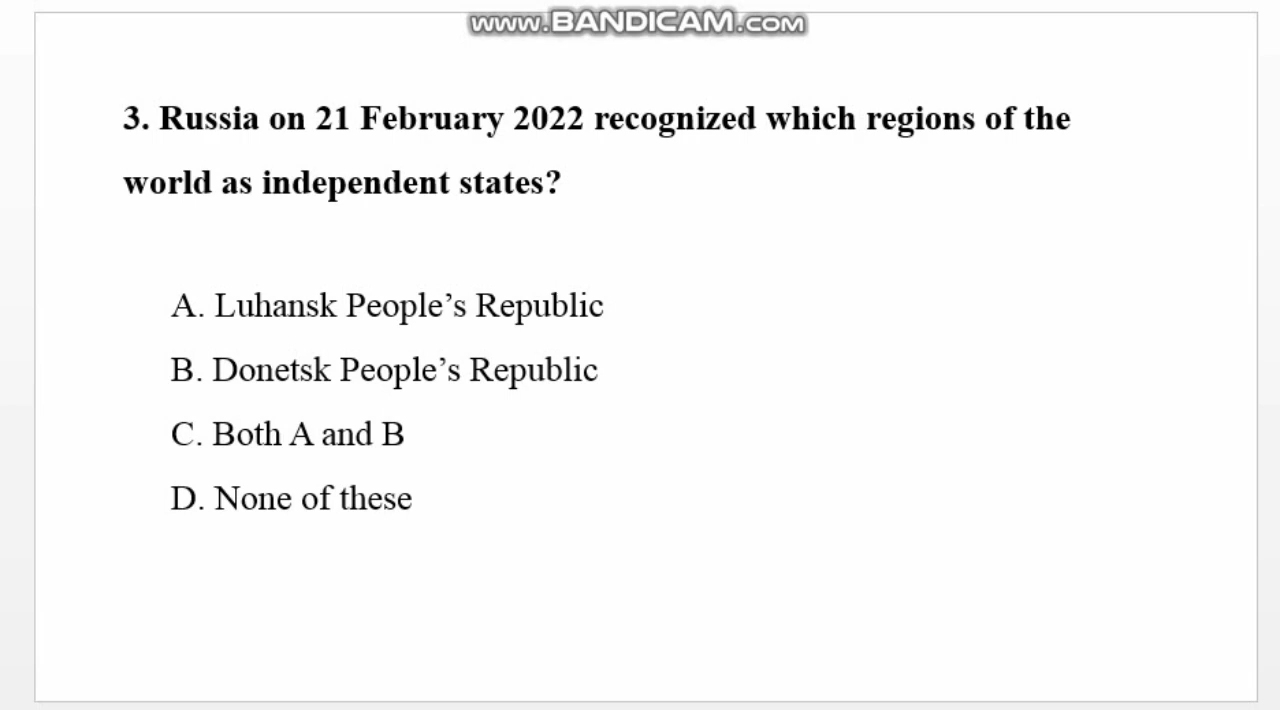 www.BANDICAM.com
3. Russia on 21 February 2022 recognized which regions of the
world as independent states?
A. Luhansk People’s Republic
B. Donetsk People’s Republic
C. Both A and B
D. None of these